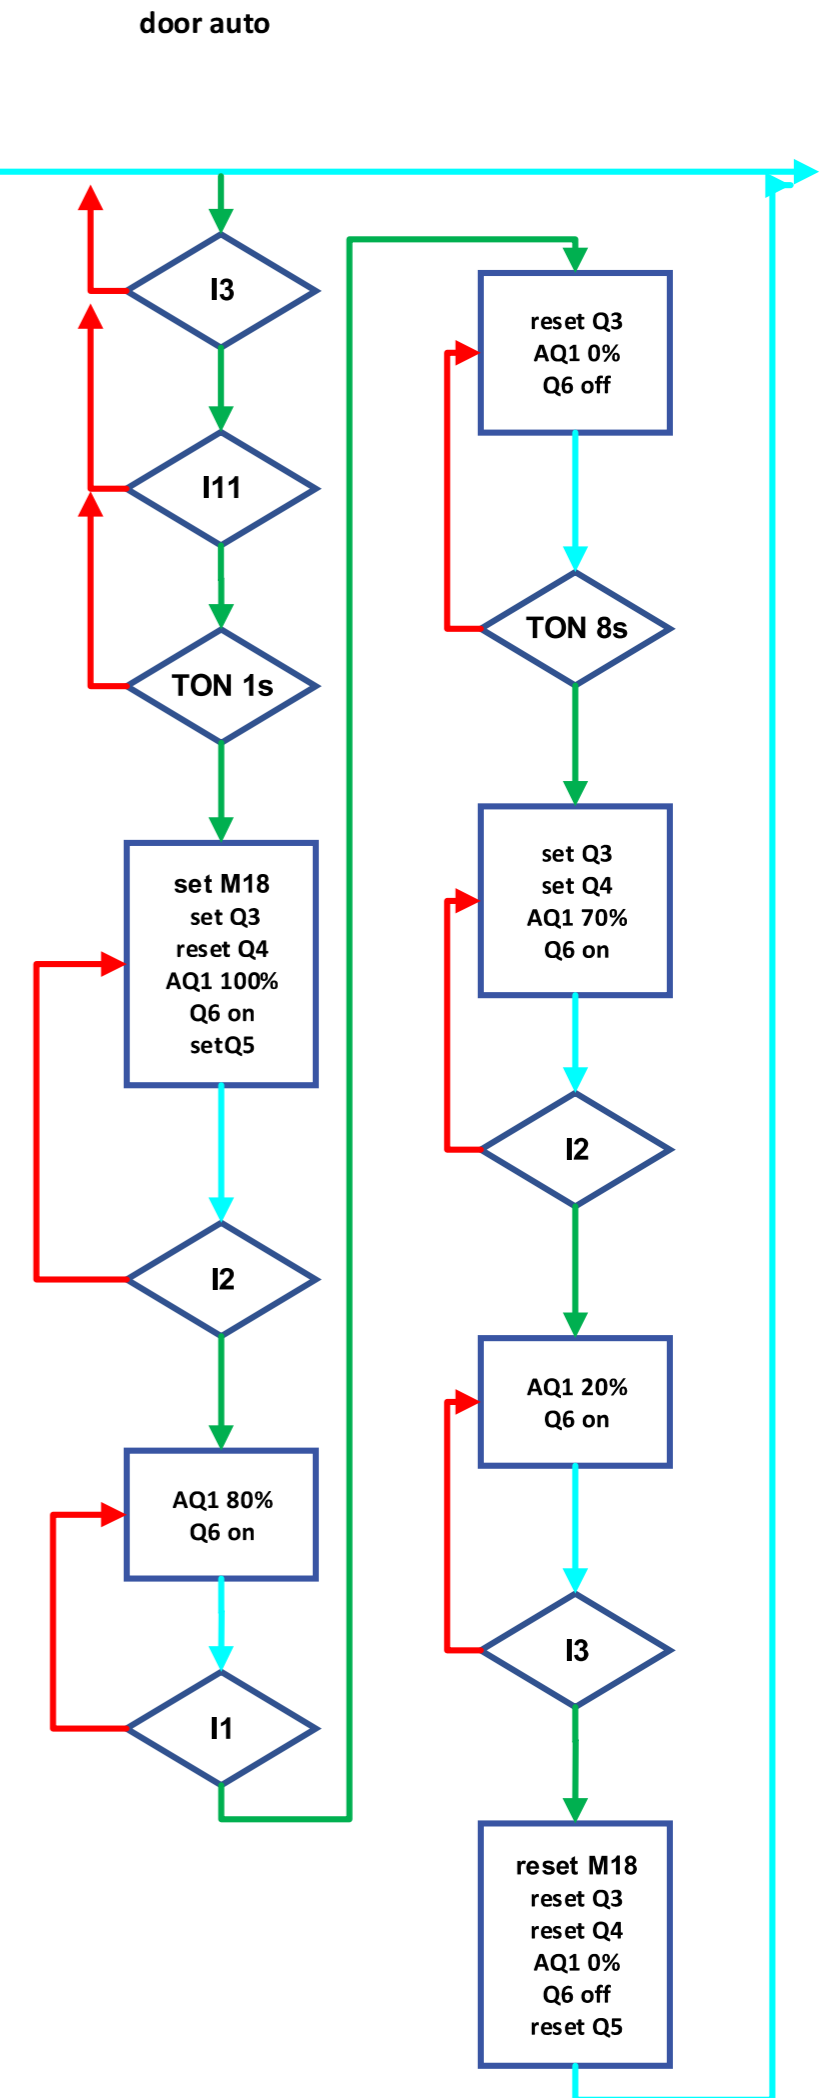 door auto
I3
I11
TON 1s
set M18
set Q3
reset Q4
AQ1 100%
Q6 on
setQ5
I2
AQ1 80%
Q6 on
I1
reset Q3
AQ1 0%
Q6 off
TON 8s
set Q3
set Q4
AQ1 70%
Q6 on
I2
AQ1 20%
Q6 on
I3
reset M18
reset Q3
reset Q4
AQ1 0%
Q6 off
reset Q5